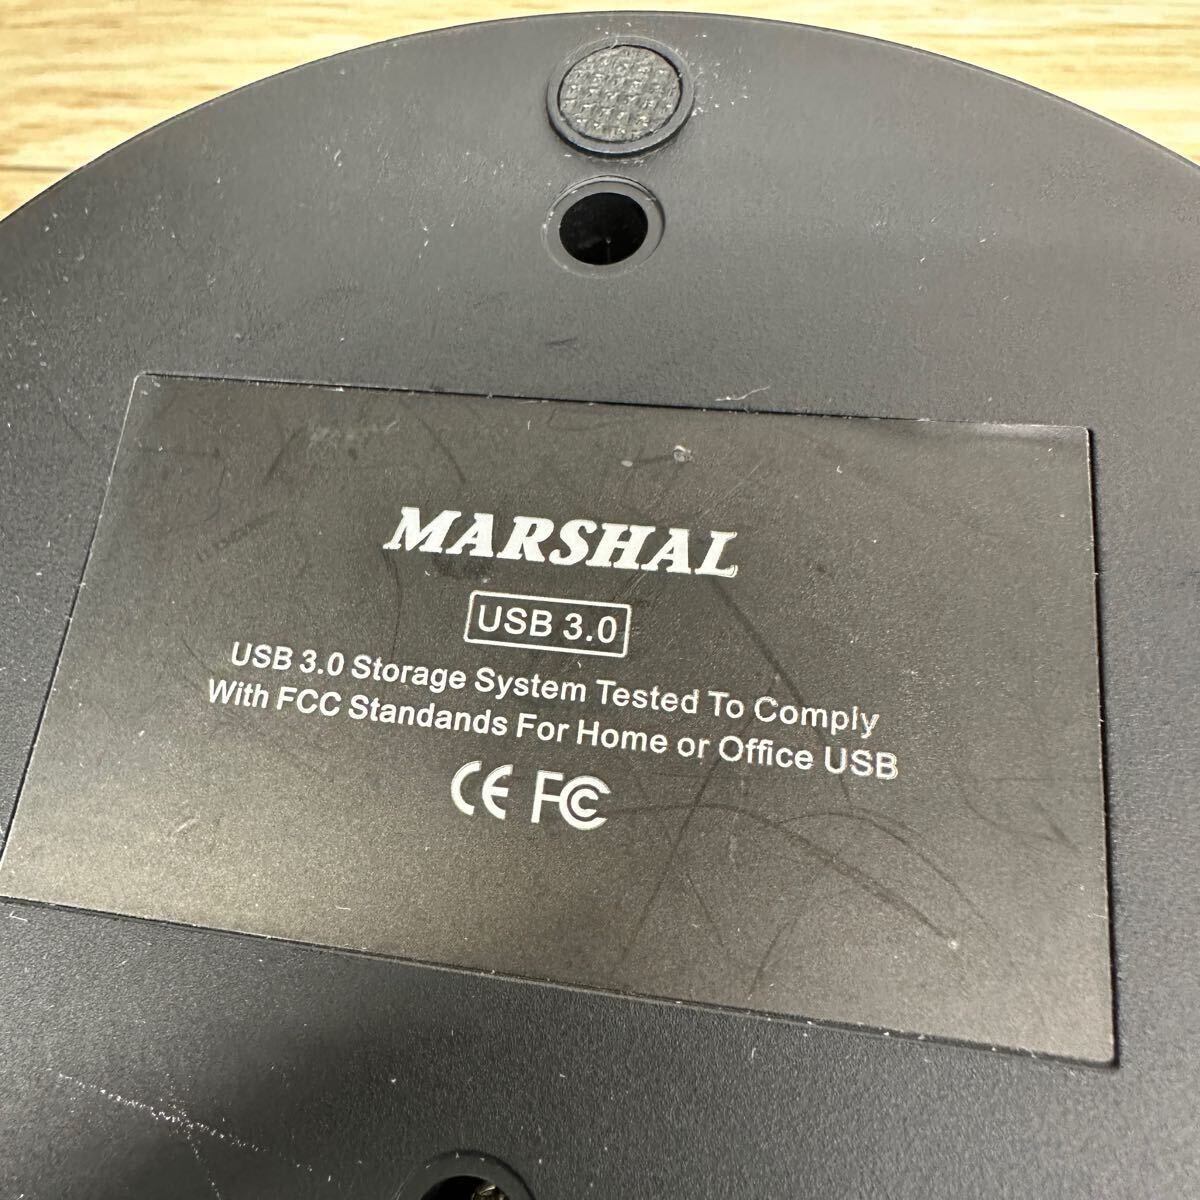 MARSHAL
USB 3.0
USB 3.0 Storage System Tested To Comply
With FCC Standands For Home or Office USB
CE FC